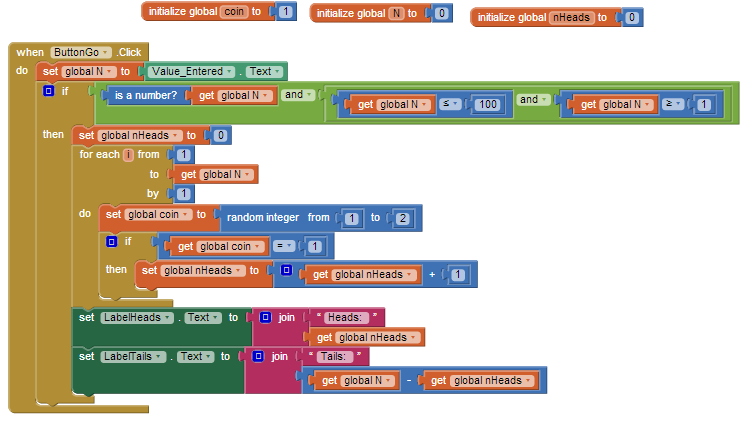 initialize global coin to 1
initialize global N to 0
initialize global nHeads to 0
when ButtonGo .Click
do set global N to Value_Entered . Text
if is a number? get global N and get global N ≤ 100 and get global N ≥ 1
then set global nHeads to 0
for each i from 1
to get global N
by 1
do set global coin to random integer from 1 to 2
if get global coin = 1
then set global nHeads to get global nHeads + 1
set LabelHeads . Text to join " Heads: "
get global nHeads
set LabelTails . Text to join " Tails: "
get global N - get global nHeads